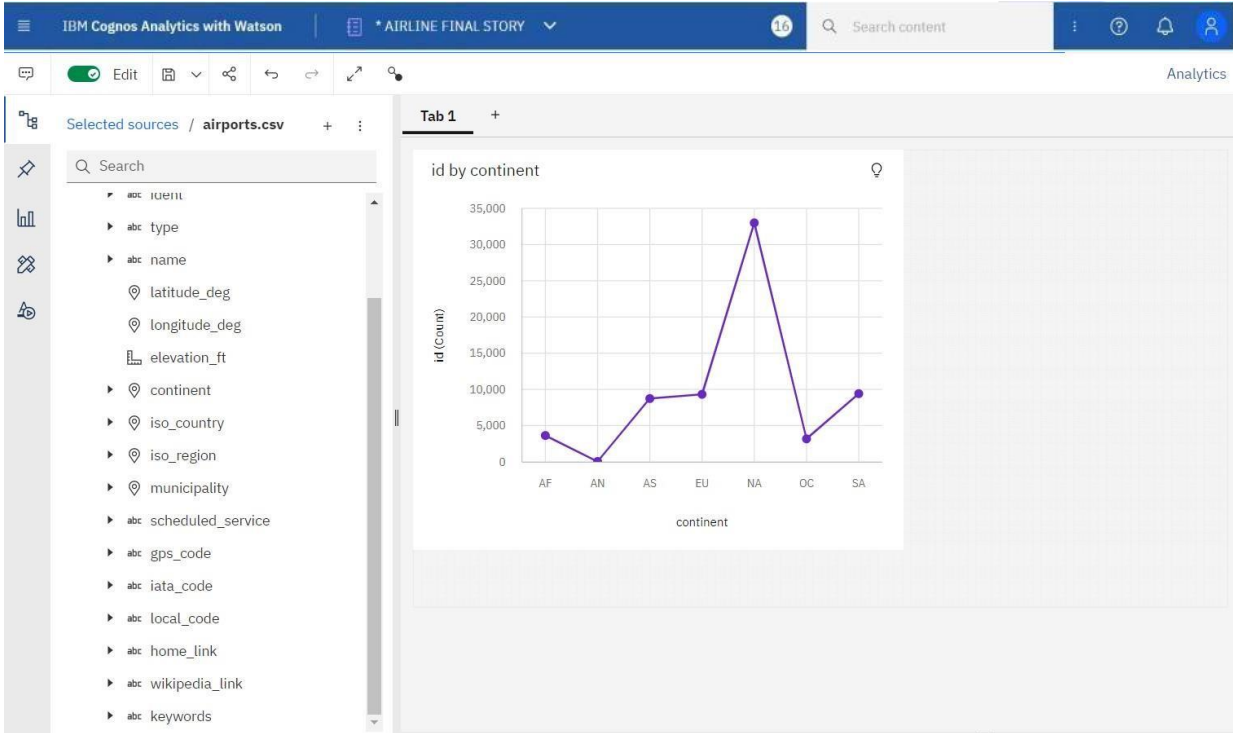 IBM Cognos Analytics with Watson
* AIRLINE FINAL STORY
16
Search content
Edit
Analytics
Selected sources / airports.csv
Search
abc ident
abc type
abc name
latitude_deg
longitude_deg
elevation_ft
continent
iso_country
iso_region
municipality
abc scheduled_service
abc gps_code
abc iata_code
abc local_code
abc home_link
abc wikipedia_link
abc keywords
Tab 1 +
id by continent
35,000
30,000
25,000
20,000
15,000
10,000
5,000
0
id (Count)
AF AN AS EU NA OC SA
continent